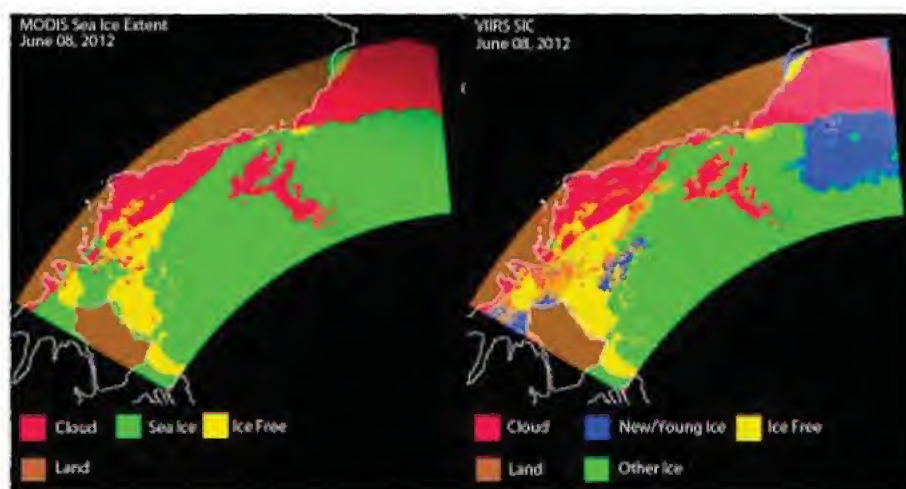 MODIS Sea Ice Extent
June 08, 2012
VIIRS SIC
June 08, 2012
Cloud Sea Ice Ice Free
Land
Cloud New/Young Ice Ice Free
Land Other Ice